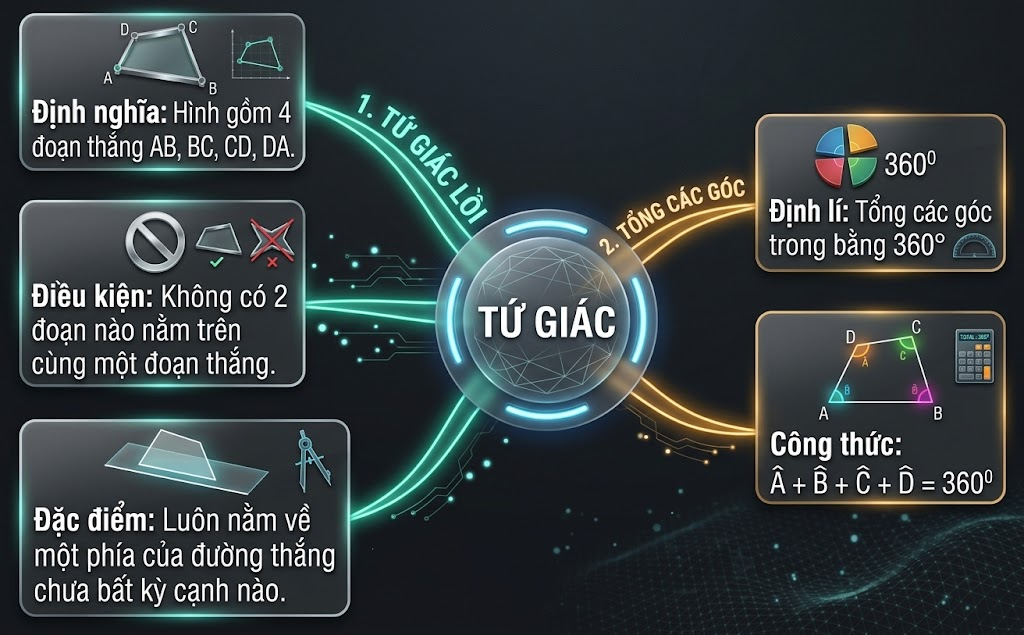 TỨ GIÁC
1. TỨ GIÁC LỒI
D
C
A
B
Định nghĩa: Hình gồm 4
đoạn thẳng AB, BC, CD, DA.
Điều kiện: Không có 2
đoạn nào nằm trên
cùng một đoạn thẳng.
Đặc điểm: Luôn nằm về
một phía của đường thẳng
chưa bất kỳ cạnh nào.
2. TỔNG CÁC GÓC
360⁰
Định lí: Tổng các góc
trong bằng 360°
D
C
A
B
Công thức:
Â + B̂ + Ĉ + D̂ = 360⁰